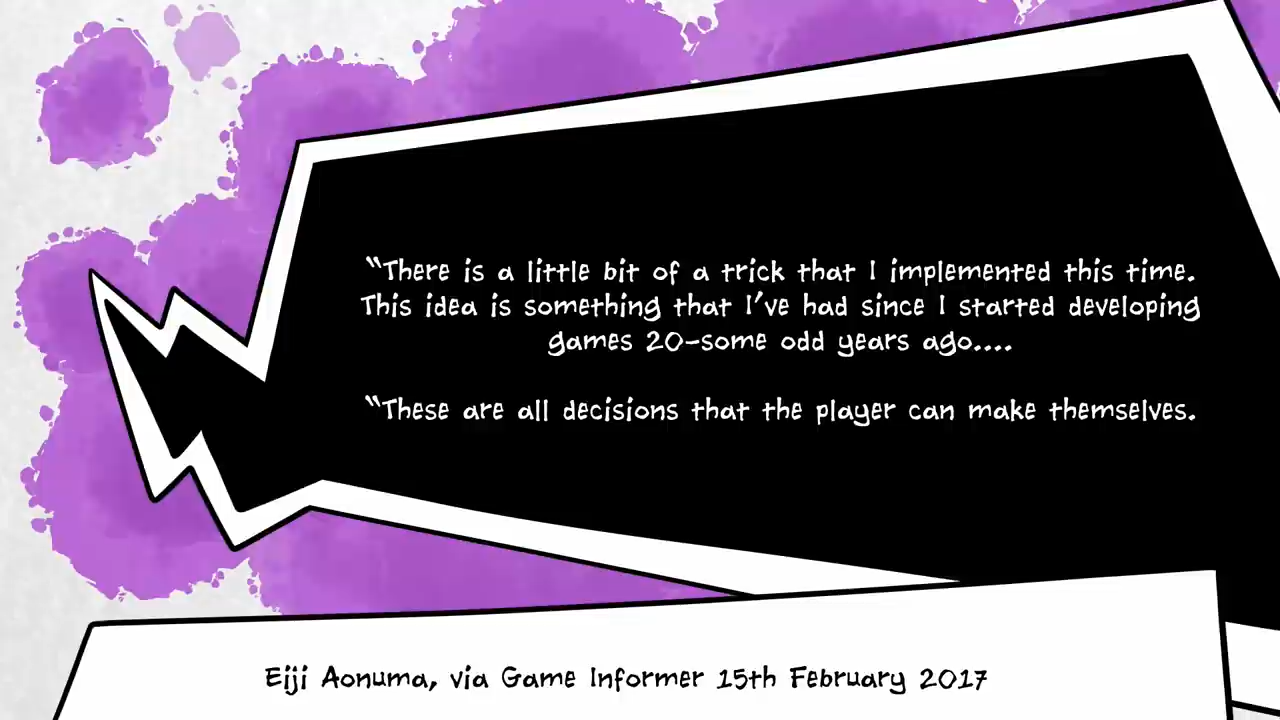 “There is a little bit of a trick that I implemented this time.
This idea is something that I’ve had since I started developing
games 20-some odd years ago....
“These are all decisions that the player can make themselves.
Eiji Aonuma, via Game Informer 15th February 2017